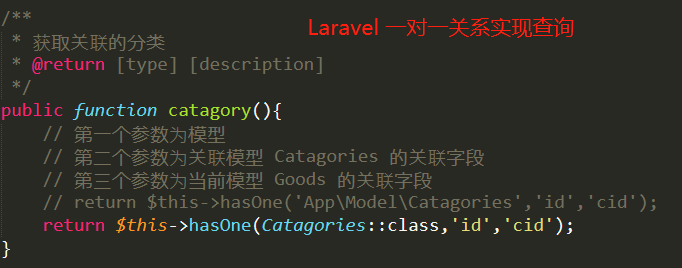 /**
Laravel 一对一关系实现查询
* 获取关联的分类
* @return [type] [description]
*/
public function catagory(){
// 第一个参数为模型
// 第二个参数为关联模型 Catagories 的关联字段
// 第三个参数为当前模型 Goods 的关联字段
// return $this->hasOne('App\Model\Catagories','id','cid');
return $this->hasOne(Catagories::class,'id','cid');
}